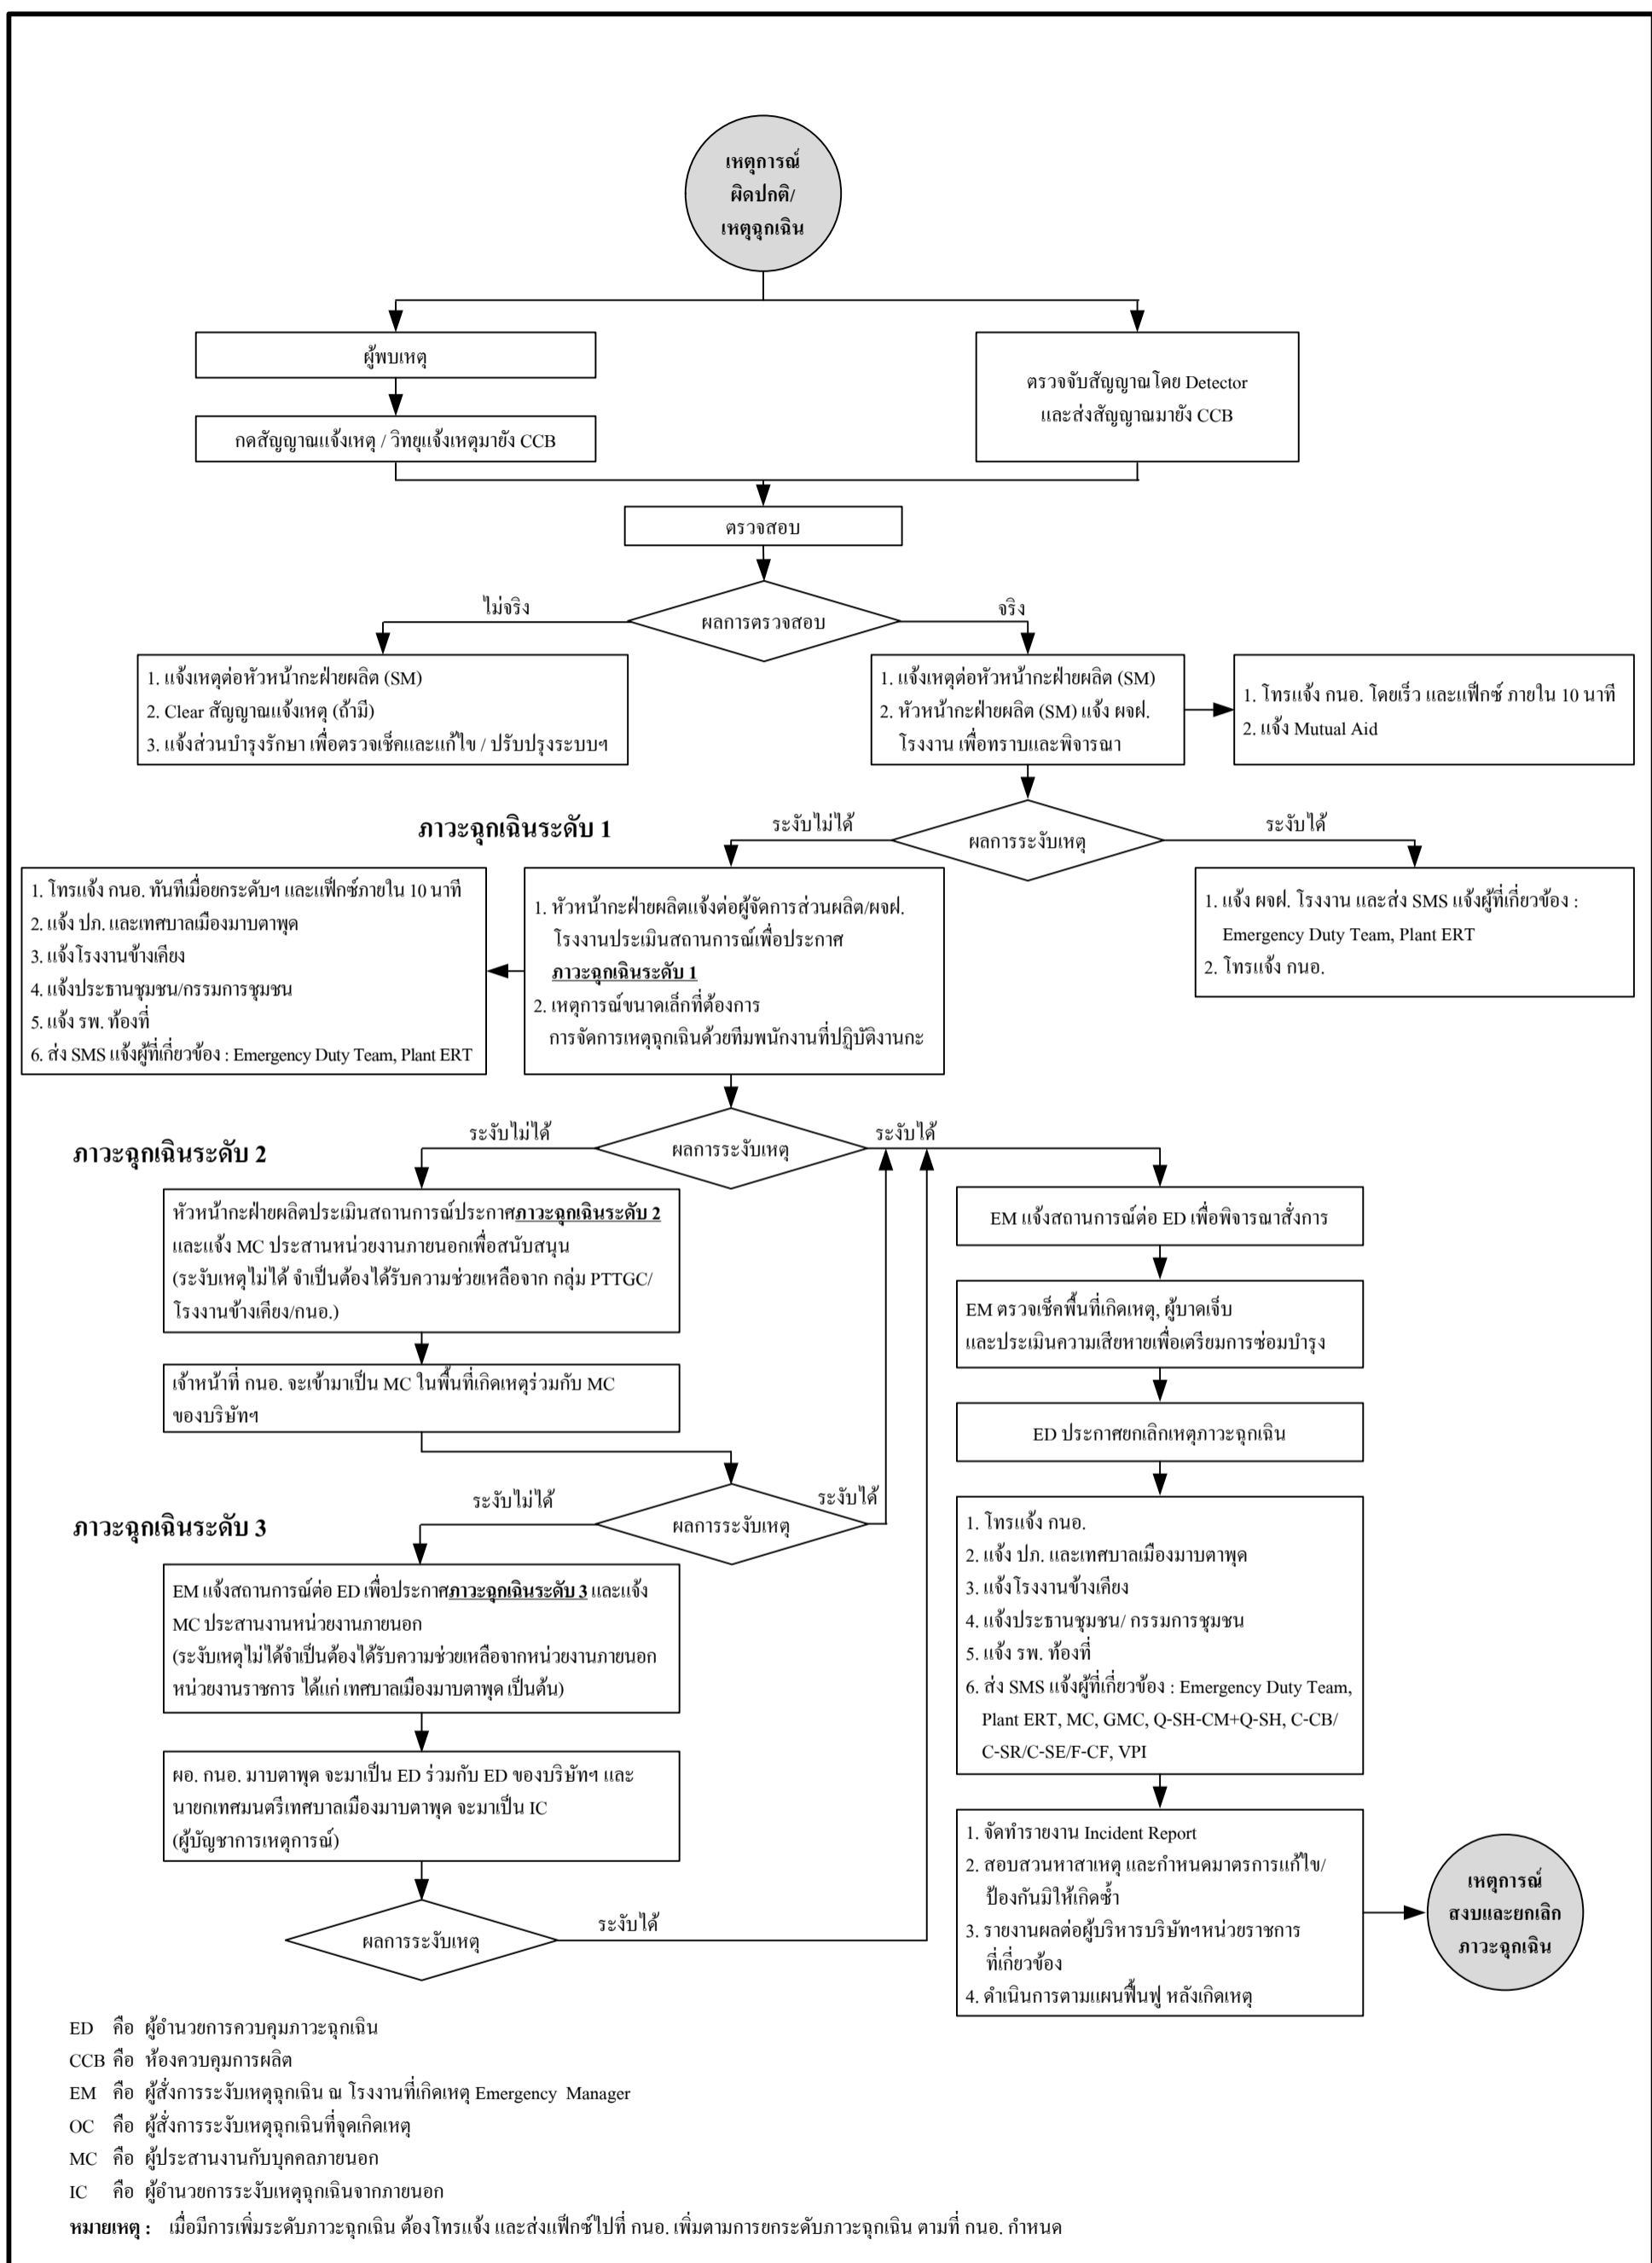 เหตุการณ์
ผิดปกติ/
เหตุฉุกเฉิน
ผู้พบเหตุ
กดสัญญาณแจ้งเหตุ / วิทยุแจ้งเหตุมายัง CCB
ตรวจจับสัญญาณโดย Detector
และส่งสัญญาณมายัง CCB
ตรวจสอบ
ผลการตรวจสอบ
ไม่จริง
จริง
1. แจ้งเหตุต่อหัวหน้ากะฝ่ายผลิต (SM)
2. Clear สัญญาณแจ้งเหตุ (ถ้ามี)
3. แจ้งส่วนบำรุงรักษา เพื่อตรวจเช็คและแก้ไข / ปรับปรุงระบบฯ
1. แจ้งเหตุต่อหัวหน้ากะฝ่ายผลิต (SM)
2. หัวหน้ากะฝ่ายผลิต (SM) แจ้ง ผจฝ.
โรงงาน เพื่อทราบและพิจารณา
1. โทรแจ้ง กนอ. โดยเร็ว และแฟ็กซ์ ภายใน 10 นาที
2. แจ้ง Mutual Aid
ภาวะฉุกเฉินระดับ 1
ระงับไม่ได้
ผลการระงับเหตุ
ระงับได้
1. โทรแจ้ง กนอ. ทันทีเมื่อยกระดับฯ และแฟ็กซ์ภายใน 10 นาที
2. แจ้ง ปภ. และเทศบาลเมืองมาบตาพุด
3. แจ้งโรงงานข้างเคียง
4. แจ้งประธานชุมชน/กรรมการชุมชน
5. แจ้ง รพ. ท้องที่
6. ส่ง SMS แจ้งผู้ที่เกี่ยวข้อง : Emergency Duty Team, Plant ERT
1. หัวหน้ากะฝ่ายผลิตแจ้งต่อผู้จัดการส่วนผลิต/ผจฝ.
โรงงานประเมินสถานการณ์เพื่อประกาศ
ภาวะฉุกเฉินระดับ 1
2. เหตุการณ์ขนาดเล็กที่ต้องการ
การจัดการเหตุฉุกเฉินด้วยทีมพนักงานที่ปฏิบัติงานกะ
1. แจ้ง ผจฝ. โรงงาน และส่ง SMS แจ้งผู้ที่เกี่ยวข้อง :
Emergency Duty Team, Plant ERT
2. โทรแจ้ง กนอ.
ภาวะฉุกเฉินระดับ 2
ระงับไม่ได้
ผลการระงับเหตุ
ระงับได้
หัวหน้ากะฝ่ายผลิตประเมินสถานการณ์ประกาศภาวะฉุกเฉินระดับ 2
และแจ้ง MC ประสานหน่วยงานภายนอกเพื่อสนับสนุน
(ระงับเหตุไม่ได้ จำเป็นต้องได้รับความช่วยเหลือจาก กลุ่ม PTTGC/
โรงงานข้างเคียง/กนอ.)
เจ้าหน้าที่ กนอ. จะเข้ามาเป็น MC ในพื้นที่เกิดเหตุร่วมกับ MC
ของบริษัทฯ
ภาวะฉุกเฉินระดับ 3
ระงับไม่ได้
ผลการระงับเหตุ
ระงับได้
EM แจ้งสถานการณ์ต่อ ED เพื่อประกาศภาวะฉุกเฉินระดับ 3 และแจ้ง
MC ประสานงานหน่วยงานภายนอก
(ระงับเหตุไม่ได้จำเป็นต้องได้รับความช่วยเหลือจากหน่วยงานภายนอก
หน่วยงานราชการ ได้แก่ เทศบาลเมืองมาบตาพุด เป็นต้น)
ผอ. กนอ. มาบตาพุด จะมาเป็น ED ร่วมกับ ED ของบริษัทฯ และ
นายกเทศมนตรีเทศบาลเมืองมาบตาพุด จะมาเป็น IC
(ผู้บัญชาการเหตุการณ์)
ผลการระงับเหตุ
ระงับได้
EM แจ้งสถานการณ์ต่อ ED เพื่อพิจารณาสั่งการ
EM ตรวจเช็คพื้นที่เกิดเหตุ, ผู้บาดเจ็บ
และประเมินความเสียหายเพื่อเตรียมการซ่อมบำรุง
ED ประกาศยกเลิกเหตุภาวะฉุกเฉิน
1. โทรแจ้ง กนอ.
2. แจ้ง ปภ. และเทศบาลเมืองมาบตาพุด
3. แจ้งโรงงานข้างเคียง
4. แจ้งประธานชุมชน/ กรรมการชุมชน
5. แจ้ง รพ. ท้องที่
6. ส่ง SMS แจ้งผู้ที่เกี่ยวข้อง : Emergency Duty Team,
Plant ERT, MC, GMC, Q-SH-CM+Q-SH, C-CB/
C-SR/C-SE/F-CF, VPI
1. จัดทำรายงาน Incident Report
2. สอบสวนหาสาเหตุ และกำหนดมาตรการแก้ไข/
ป้องกันมิให้เกิดซ้ำ
3. รายงานผลต่อผู้บริหารบริษัทฯหน่วยราชการ
ที่เกี่ยวข้อง
4. ดำเนินการตามแผนฟื้นฟู หลังเกิดเหตุ
เหตุการณ์
สงบและยกเลิก
ภาวะฉุกเฉิน
ED คือ ผู้อำนวยการควบคุมภาวะฉุกเฉิน
CCB คือ ห้องควบคุมการผลิต
EM คือ ผู้สั่งการระงับเหตุฉุกเฉิน ณ โรงงานที่เกิดเหตุ Emergency Manager
OC คือ ผู้สั่งการระงับเหตุฉุกเฉินที่จุดเกิดเหตุ
MC คือ ผู้ประสานงานกับบุคคลภายนอก
IC คือ ผู้อำนวยการระงับเหตุฉุกเฉินจากภายนอก
หมายเหตุ : เมื่อมีการเพิ่มระดับภาวะฉุกเฉิน ต้องโทรแจ้ง และส่งแฟ็กซ์ไปที่ กนอ. เพิ่มตามการยกระดับภาวะฉุกเฉิน ตามที่ กนอ. กำหนด